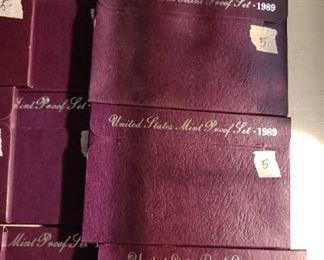 Mint Proof Set • 1989
5
5
Mint Proof Set
United States Mint Proof Set • 1989
5
Mint Proof Set
United States